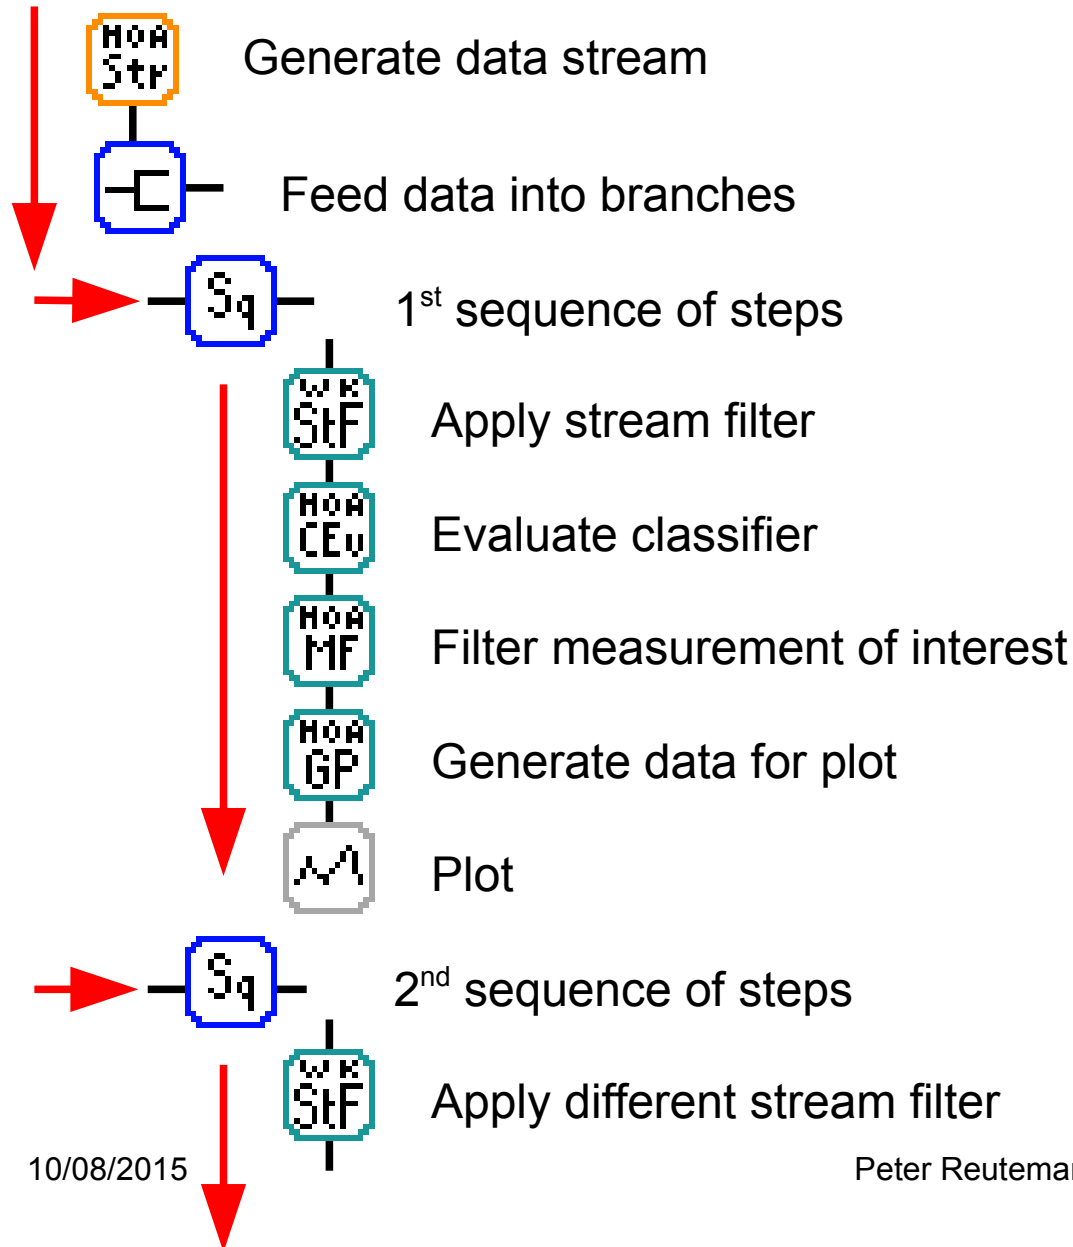 MOA
Str
Generate data stream
Feed data into branches
Sq
1st sequence of steps
WK
StF
Apply stream filter
MOA
CEv
Evaluate classifier
MOA
MF
Filter measurement of interest
MOA
GP
Generate data for plot
Plot
Sq
2nd sequence of steps
WK
StF
Apply different stream filter
10/08/2015
Peter